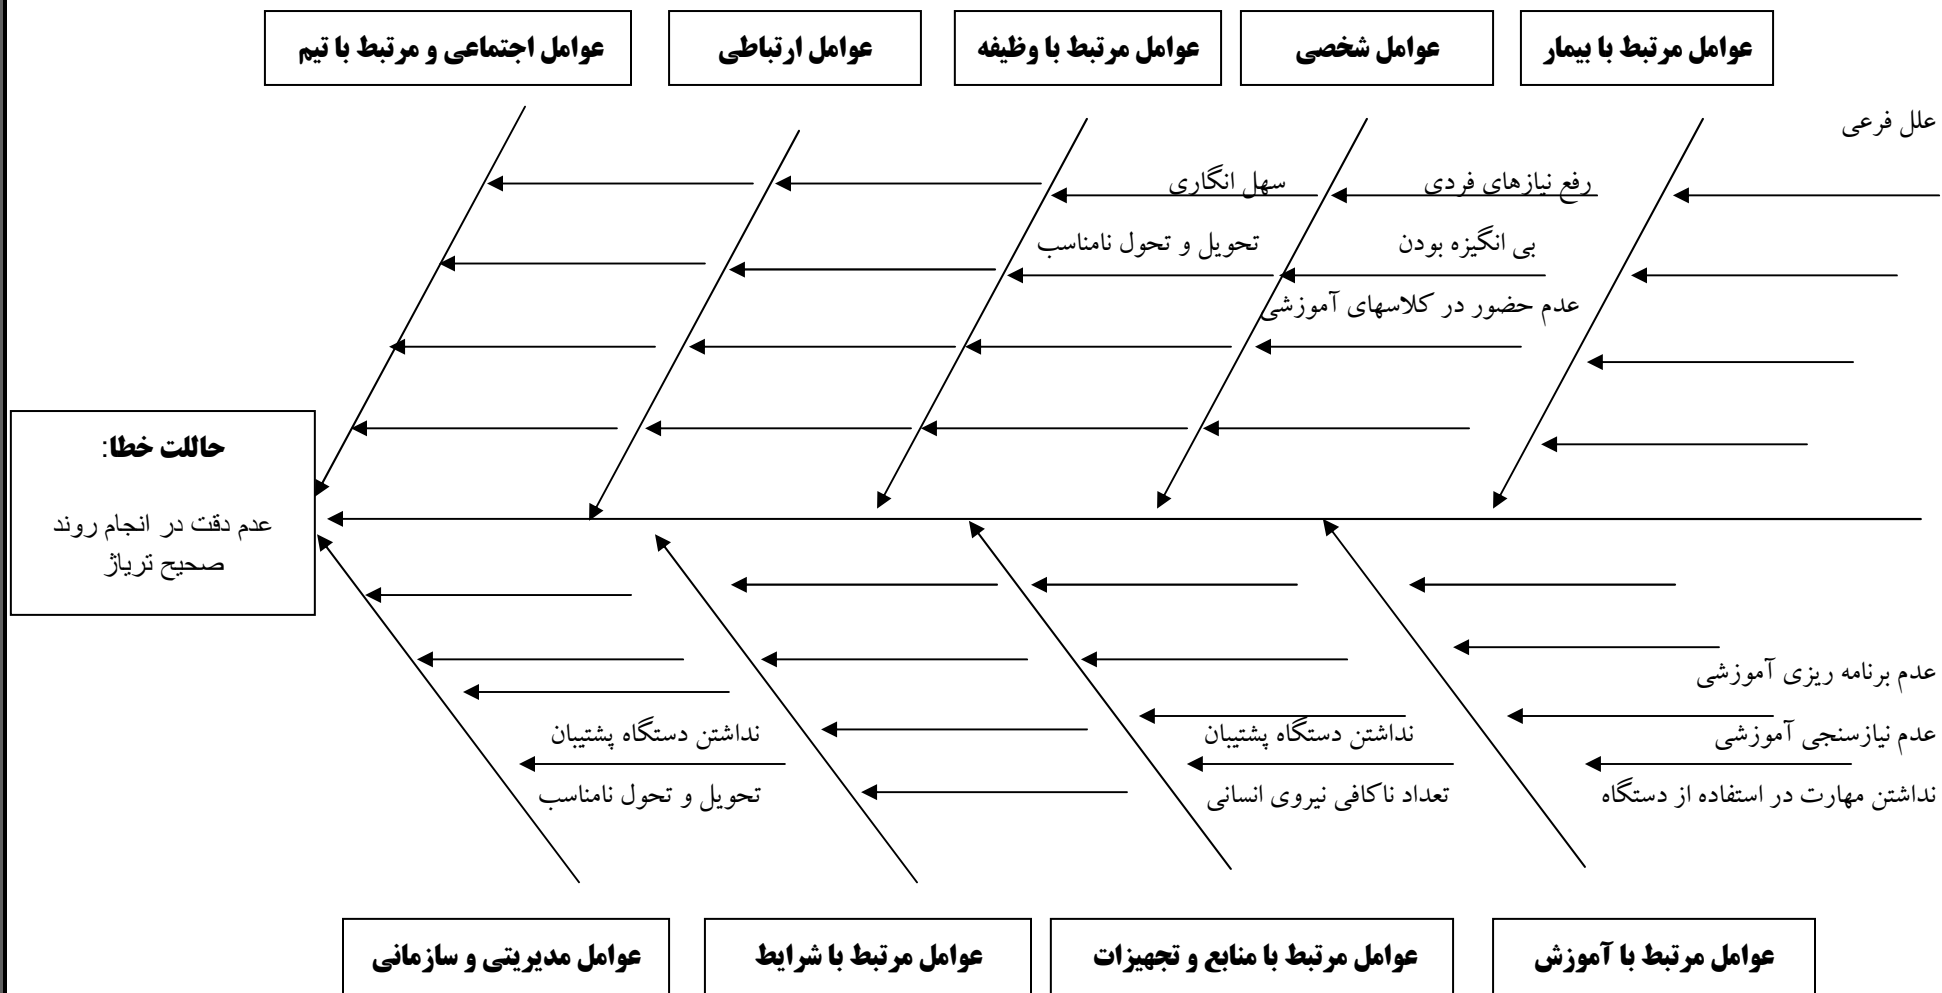 عوامل مرتبط با بیمار
عوامل شخصی
عوامل مرتبط با وظیفه
عوامل ارتباطی
عوامل اجتماعی و مرتبط با تیم
علل فرعی
رفع نیازهای فردی
سهل انگاری
بی انگیزه بودن
تحویل و تحول نامناسب
عدم حضور در کلاسهای آموزشی
حاللت خطا:
عدم دقت در انجام روند
صحیح تریاژ
عدم برنامه ریزی آموزشی
عدم نیازسنجی آموزشی
نداشتن دستگاه پشتیبان
نداشتن دستگاه پشتیبان
نداشتن مهارت در استفاده از دستگاه
تعداد ناکافی نیروی انسانی
تحویل و تحول نامناسب
عوامل مرتبط با آموزش
عوامل مرتبط با منابع و تجهیزات
عوامل مرتبط با شرایط
عوامل مدیریتی و سازمانی